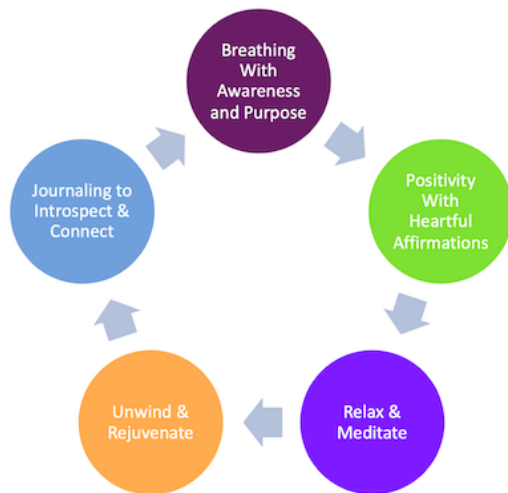 Breathing
With
Awareness
and Purpose
Positivity
With
Heartful
Affirmations
Relax &
Meditate
Unwind &
Rejuvenate
Journaling to
Introspect &
Connect